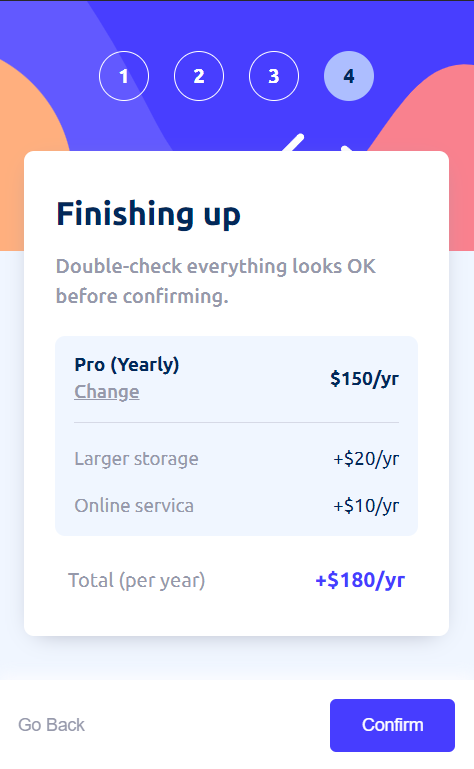 1 2 3 4
Finishing up
Double-check everything looks OK
before confirming.
Pro (Yearly)
$150/yr
Change
Larger storage +$20/yr
Online servica +$10/yr
Total (per year) +$180/yr
Go Back Confirm